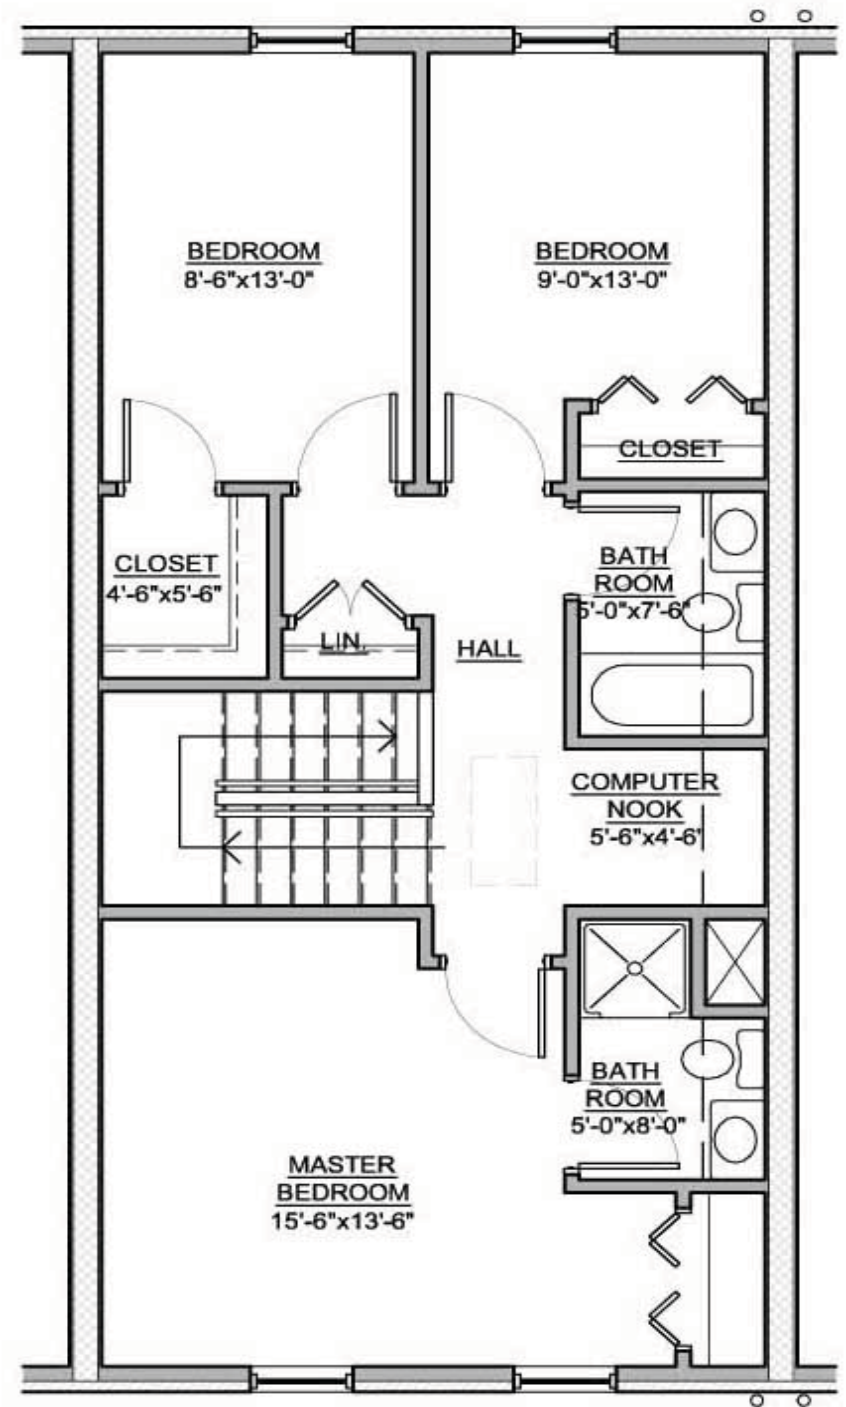 BEDROOM
8'-6"x13'-0"
BEDROOM
9'-0"x13'-0"
CLOSET
CLOSET
4'-6"x5'-6"
BATH
ROOM
5'-0"x7'-6"
LIN.
HALL
COMPUTER
NOOK
5'-6"x4'-6'
BATH
ROOM
5'-0"x8'-0"
MASTER
BEDROOM
15'-6"x13'-6"